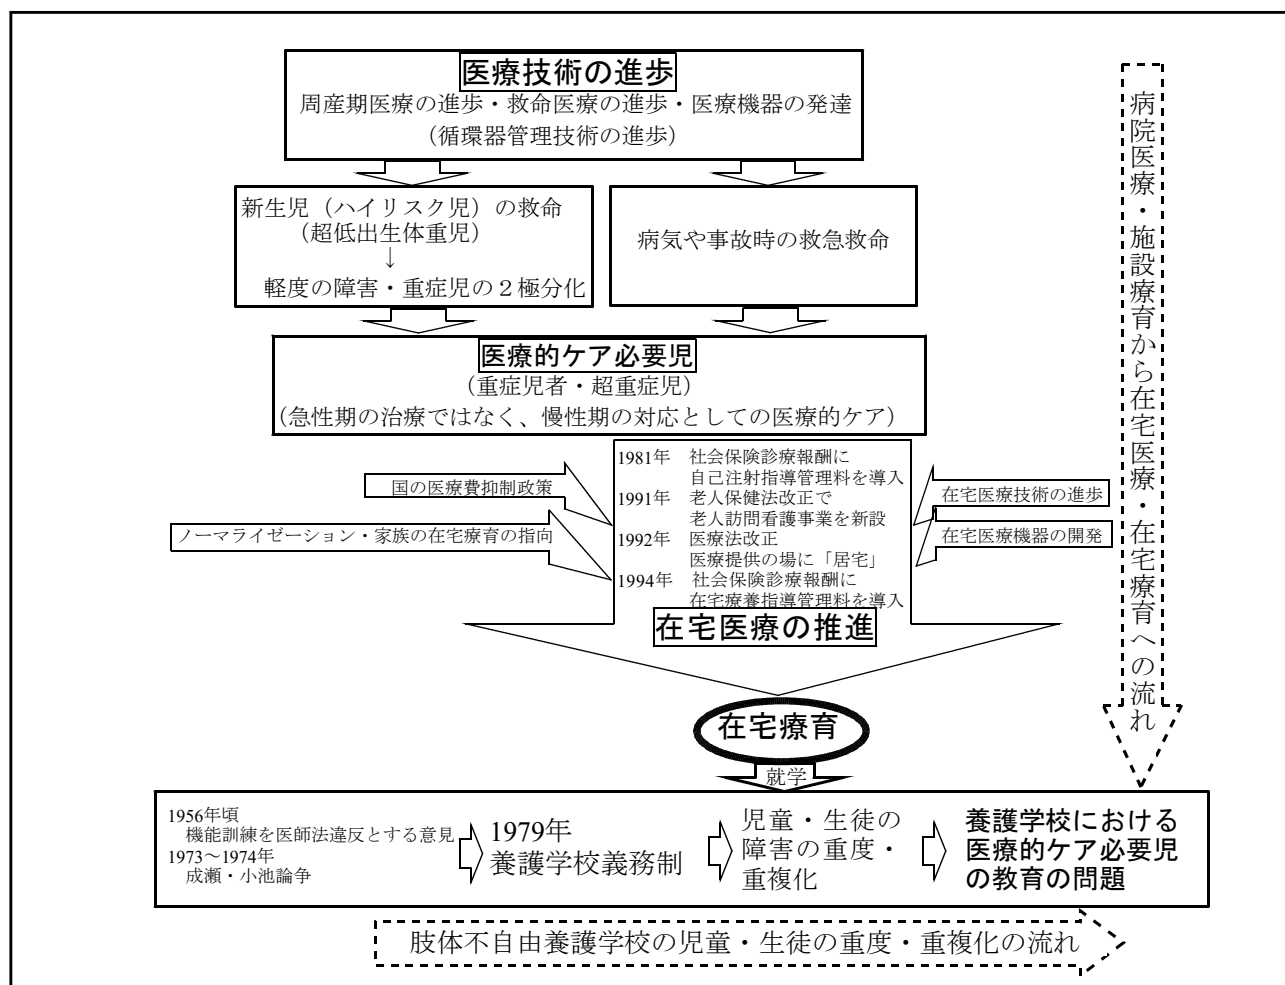 医療技術の進歩
周産期医療の進歩・救命医療の進歩・医療機器の発達
（循環器管理技術の進歩）
新生児（ハイリスク児）の救命
（超低出生体重児）
↓
軽度の障害・重症児の２極分化
病気や事故時の救急救命
医療的ケア必要児
（重症児者・超重症児）
（急性期の治療ではなく、慢性期の対応としての医療的ケア）
国の医療費抑制政策
ノーマライゼーション・家族の在宅療育の指向
1981年　社会保険診療報酬に
自己注射指導管理料を導入
1991年　老人保健法改正で
老人訪問看護事業を新設
1992年　医療法改正
医療提供の場に「居宅」
1994年　社会保険診療報酬に
在宅療養指導管理料を導入
在宅医療の推進
在宅医療技術の進歩
在宅医療機器の開発
在宅療育
就学
1956年頃
機能訓練を医師法違反とする意見
1973～1974年
成瀬・小池論争
1979年
養護学校義務制
児童・生徒の
障害の重度・
重複化
養護学校における
医療的ケア必要児
の教育の問題
肢体不自由養護学校の児童・生徒の重度・重複化の流れ
病院医療・施設療育から在宅医療・在宅療育への流れ